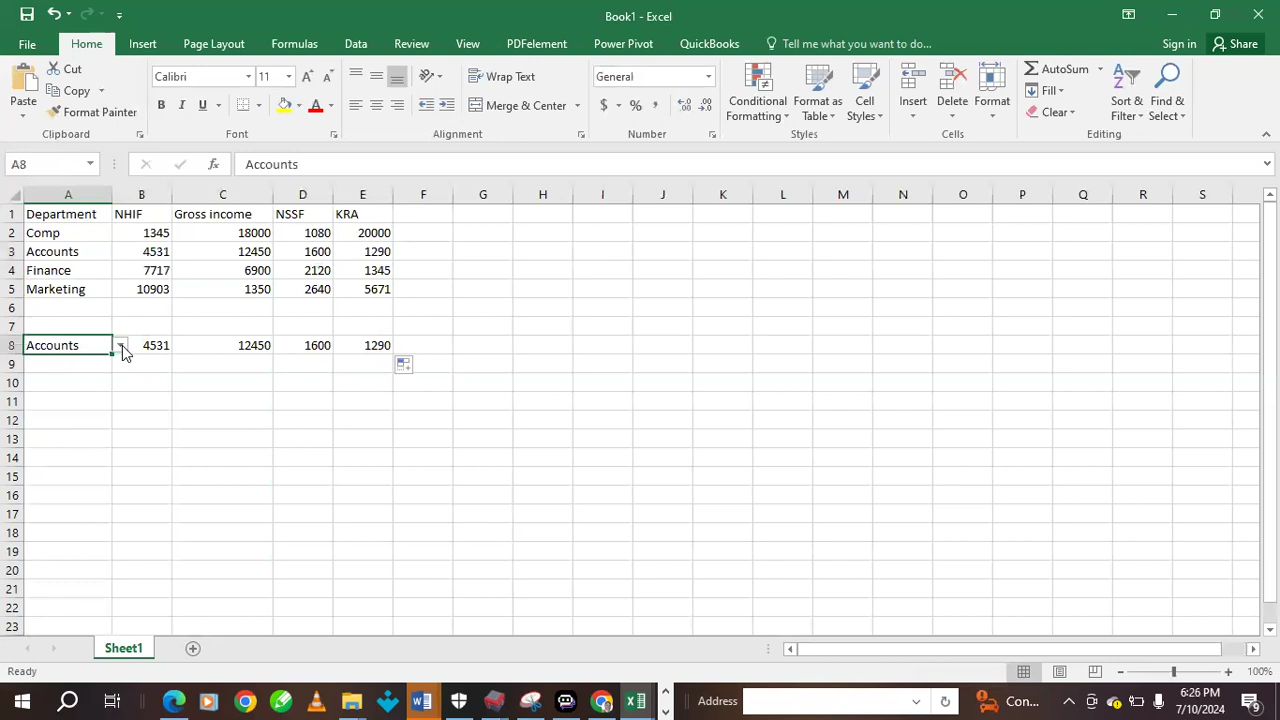 Book1 - Excel
File Home Insert Page Layout Formulas Data Review View PDFelement Power Pivot QuickBooks Tell me what you want to do... Sign in Share
Paste
Cut
Copy
Format Painter
Clipboard
Calibri 11
B I U
Font
Wrap Text
Merge & Center
Alignment
General
$ % ,
Number
Conditional Formatting
Format as Table
Cell Styles
Styles
Insert
Delete
Format
Cells
AutoSum
Fill
Clear
Sort & Filter
Find & Select
Editing
A8 fx Accounts
A B C D E F G H I J K L M N O P Q R S
1 Department NHIF Gross income NSSF KRA
2 Comp 1345 18000 1080 20000
3 Accounts 4531 12450 1600 1290
4 Finance 7717 6900 2120 1345
5 Marketing 10903 1350 2640 5671
6
7
8 Accounts 4531 12450 1600 1290
9
10
11
12
13
14
15
16
17
18
19
20
21
22
23
Sheet1
Ready 100%
Address Con... 6:26 PM
7/10/2024